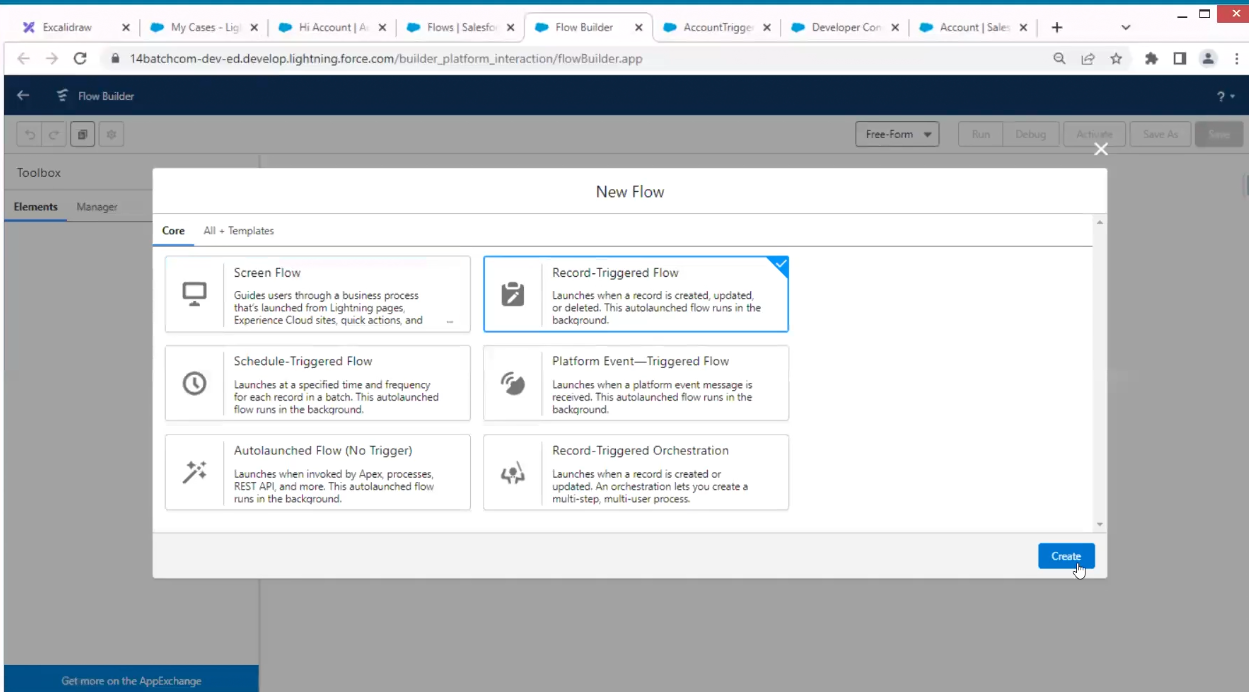 Excalidraw
My Cases - Lig
Hi Account | A
Flows | Salesfo
Flow Builder
AccountTrigge
Developer Con
Account | Sales
14batchcom-dev-ed.develop.lightning.force.com/builder_platform_interaction/flowBuilder.app
Flow Builder
?
Free-Form
Run
Debug
Activate
Save As
Save
Toolbox
Elements
Manager
New Flow
Core
All + Templates
Screen Flow
Guides users through a business process
that's launched from Lightning pages,
Experience Cloud sites, quick actions, and ...
Record-Triggered Flow
Launches when a record is created, updated,
or deleted. This autolaunched flow runs in the
background.
Schedule-Triggered Flow
Launches at a specified time and frequency
for each record in a batch. This autolaunched
flow runs in the background.
Platform Event—Triggered Flow
Launches when a platform event message is
received. This autolaunched flow runs in the
background.
Autolaunched Flow (No Trigger)
Launches when invoked by Apex, processes,
REST API, and more. This autolaunched flow
runs in the background.
Record-Triggered Orchestration
Launches when a record is created or
updated. An orchestration lets you create a
multi-step, multi-user process.
Create
Get more on the AppExchange